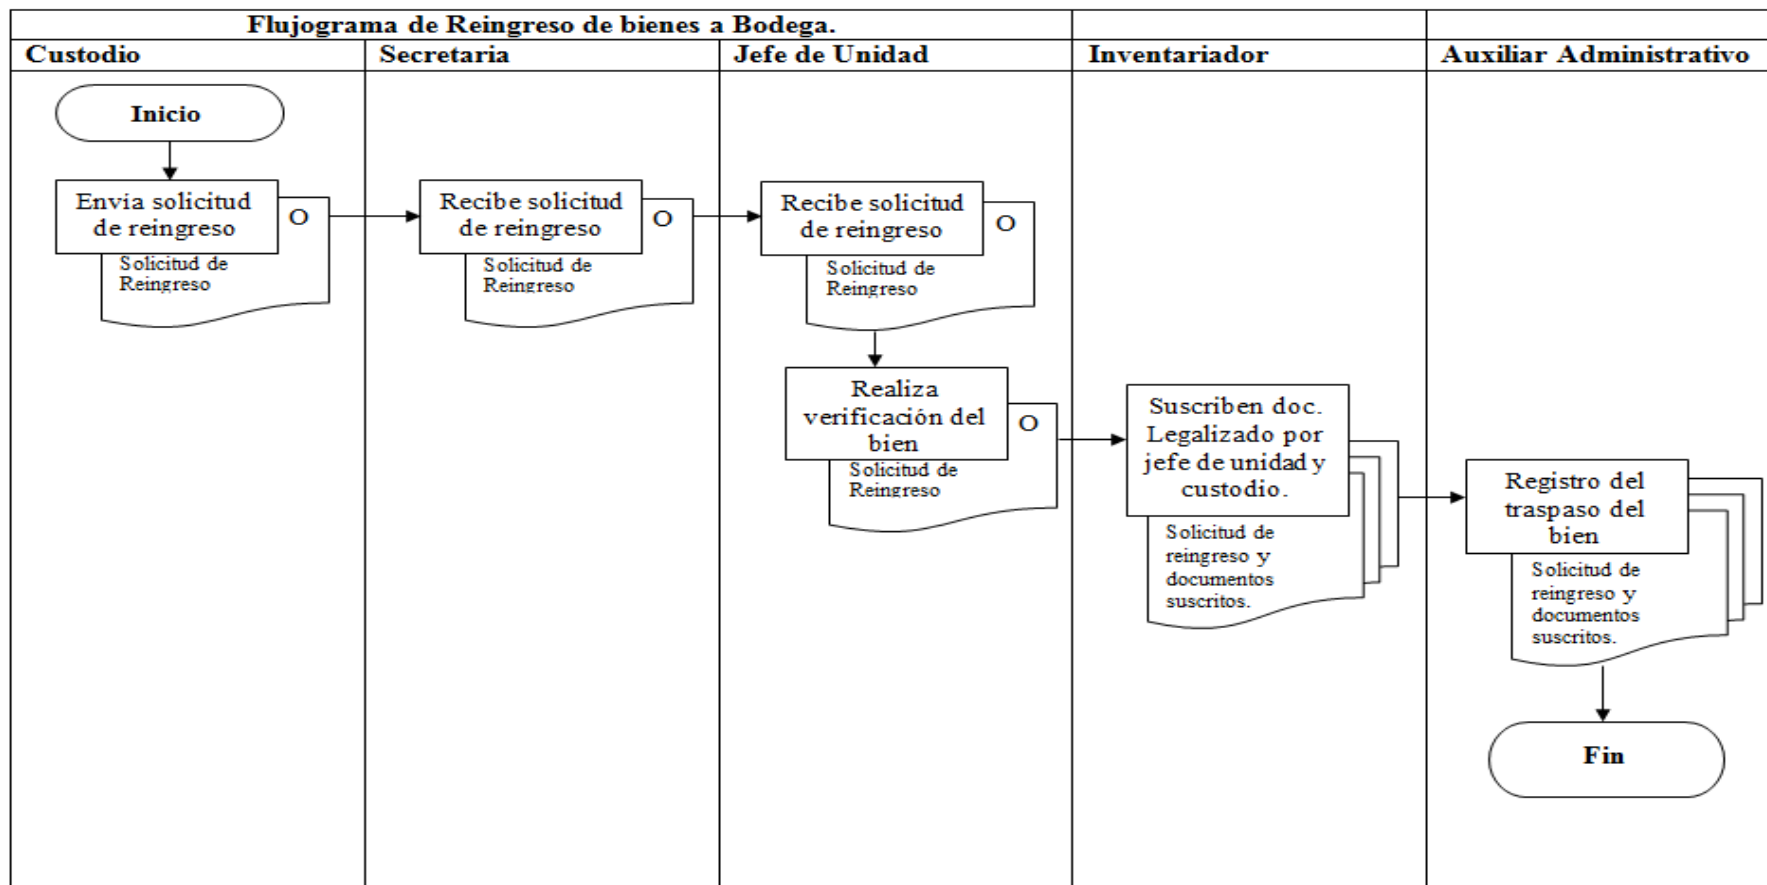 Flujograma de Reingreso de bienes a Bodega.
Custodio
Secretaria
Jefe de Unidad
Inventariador
Auxiliar Administrativo
Inicio
Envia solicitud
de reingreso
O
Solicitud de
Reingreso
Recibe solicitud
de reingreso
O
Solicitud de
Reingreso
Recibe solicitud
de reingreso
O
Solicitud de
Reingreso
Realiza
verificación del
bien
O
Solicitud de
Reingreso
Suscriben doc.
Legalizado por
jefe de unidad y
custodio.
Solicitud de
reingreso y
documentos
suscritos.
Registro del
traspaso del
bien
Solicitud de
reingreso y
documentos
suscritos.
Fin